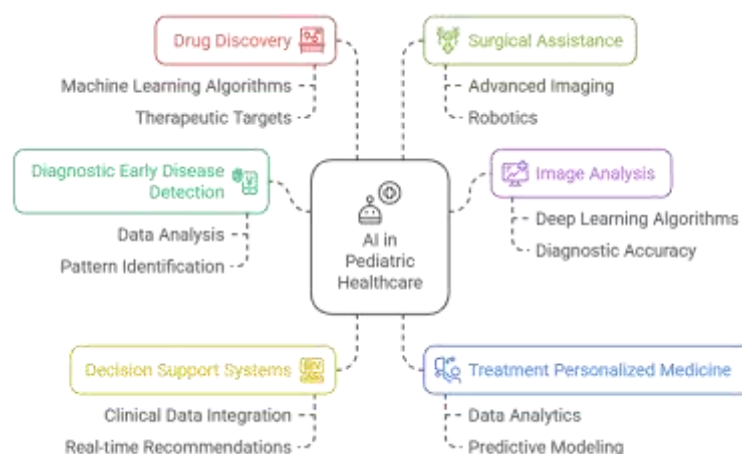 Drug Discovery
Machine Learning Algorithms
Therapeutic Targets
Surgical Assistance
Advanced Imaging
Robotics
Diagnostic Early Disease
Detection
Data Analysis
Pattern Identification
AI in
Pediatric
Healthcare
Image Analysis
Deep Learning Algorithms
Diagnostic Accuracy
Decision Support Systems
Clinical Data Integration
Real-time Recommendations
Treatment Personalized Medicine
Data Analytics
Predictive Modeling